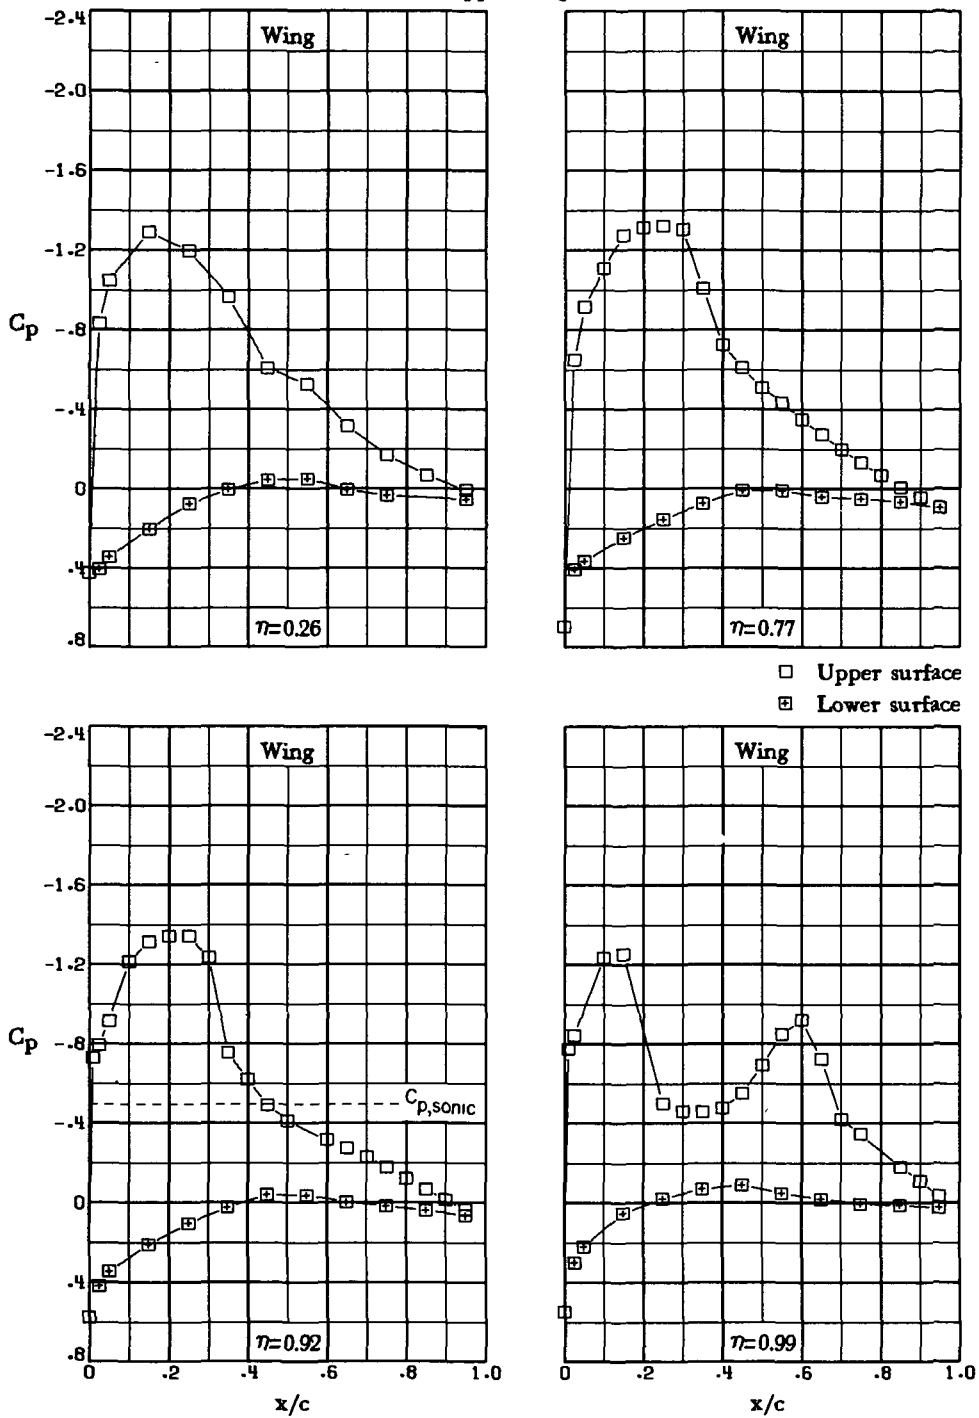 Wing
-2.4
-2.0
-1.6
-1.2
-.8
-.4
0
.4
.8
Cp
η=0.26
Wing
η=0.77
□ Upper surface
⊞ Lower surface
Wing
-2.4
-2.0
-1.6
-1.2
-.8
-.4
0
.4
.8
Cp
Cp,sonic
η=0.92
0 .2 .4 .6 .8 1.0
x/c
Wing
η=0.99
0 .2 .4 .6 .8 1.0
x/c